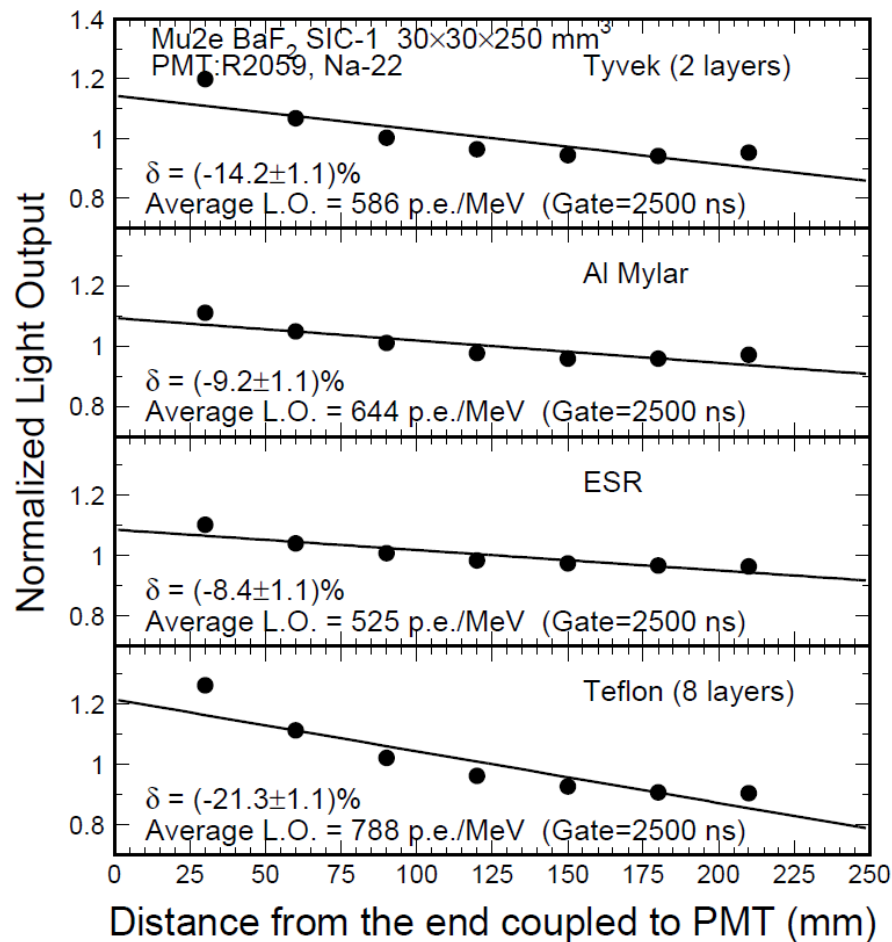 Normalized Light Output
1.4
1.2
1
0.8
Mu2e BaF₂ SIC-1 30×30×250 mm³
PMT:R2059, Na-22
Tyvek (2 layers)
δ = (-14.2±1.1)%
Average L.O. = 586 p.e./MeV (Gate=2500 ns)
1.2
1
0.8
Al Mylar
δ = (-9.2±1.1)%
Average L.O. = 644 p.e./MeV (Gate=2500 ns)
1.2
1
0.8
ESR
δ = (-8.4±1.1)%
Average L.O. = 525 p.e./MeV (Gate=2500 ns)
1.2
1
0.8
Teflon (8 layers)
δ = (-21.3±1.1)%
Average L.O. = 788 p.e./MeV (Gate=2500 ns)
0 25 50 75 100 125 150 175 200 225 250
Distance from the end coupled to PMT (mm)